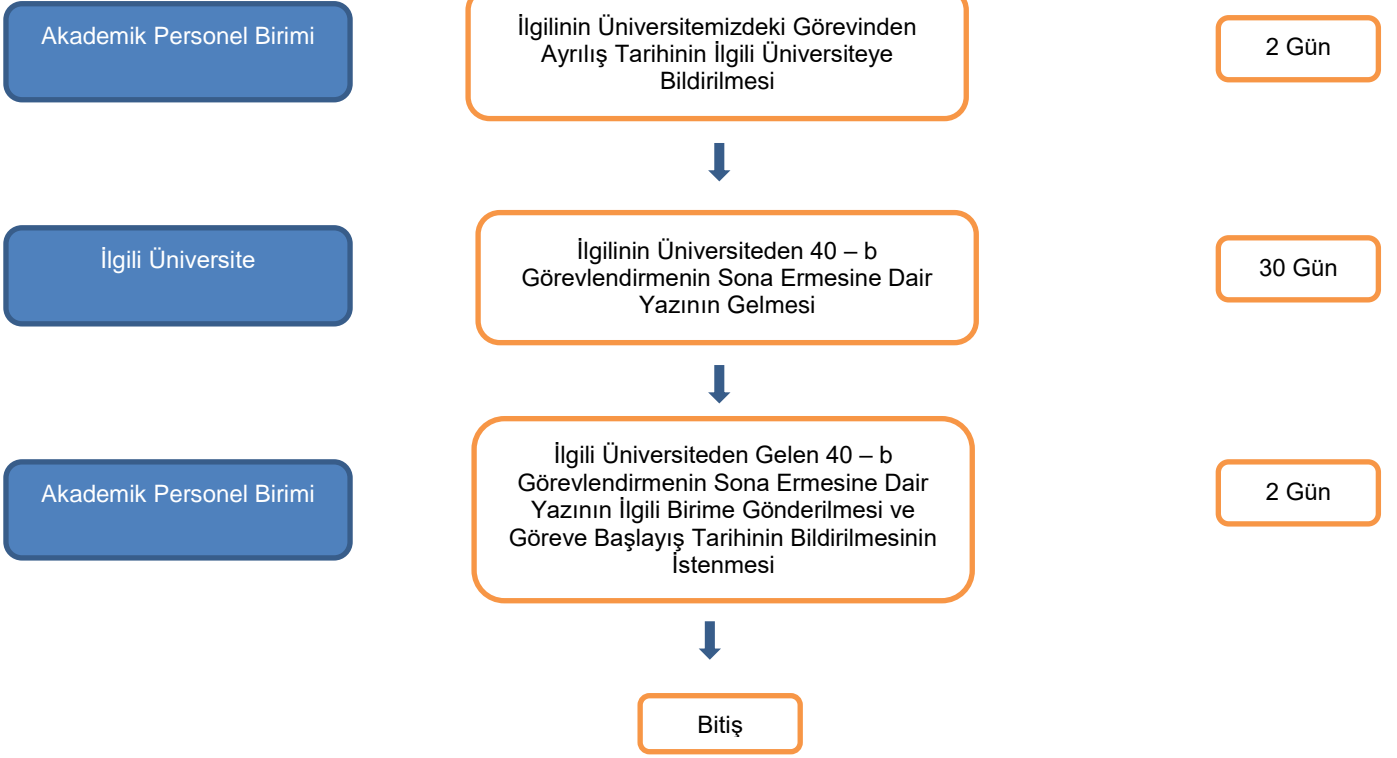 Akademik Personel Birimi
İlgilinin Üniversitemizdeki Görevinden
Ayrılış Tarihinin İlgili Üniversiteye
Bildirilmesi
2 Gün
İlgili Üniversite
İlgilinin Üniversiteden 40 – b
Görevlendirmenin Sona Ermesine Dair
Yazının Gelmesi
30 Gün
Akademik Personel Birimi
İlgili Üniversiteden Gelen 40 – b
Görevlendirmenin Sona Ermesine Dair
Yazının İlgili Birime Gönderilmesi ve
Göreve Başlayış Tarihinin Bildirilmesinin
İstenmesi
2 Gün
Bitiş